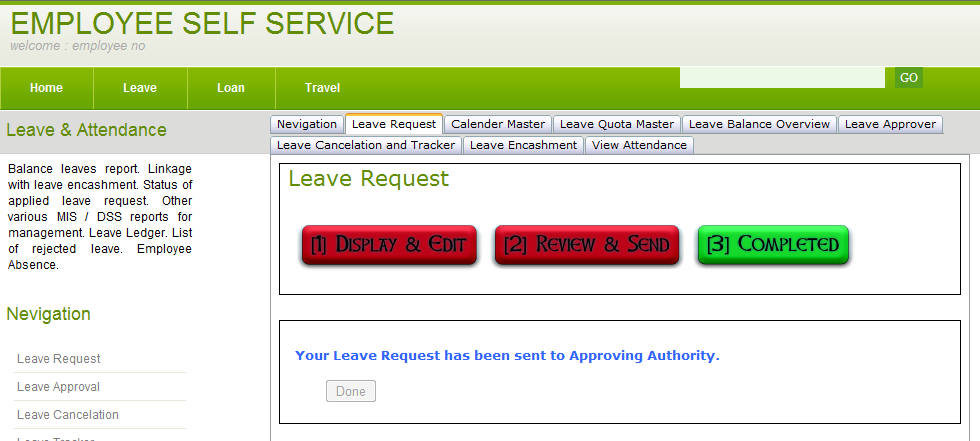 EMPLOYEE SELF SERVICE
welcome : employee no
GO
Home Leave Loan Travel
Leave & Attendance
Balance leaves report. Linkage
with leave encashment. Status of
applied leave request. Other
various MIS / DSS reports for
management. Leave Ledger. List
of rejected leave. Employee
Absence.
Navigation
Leave Request
Leave Approval
Leave Cancelation
Leave Tracker
Nevigation Leave Request Calender Master Leave Quota Master Leave Balance Overview Leave Approver
Leave Cancelation and Tracker Leave Encashment View Attendance
Leave Request
[1] Display & Edit [2] Review & Send [3] Completed
Your Leave Request has been sent to Approving Authority.
Done